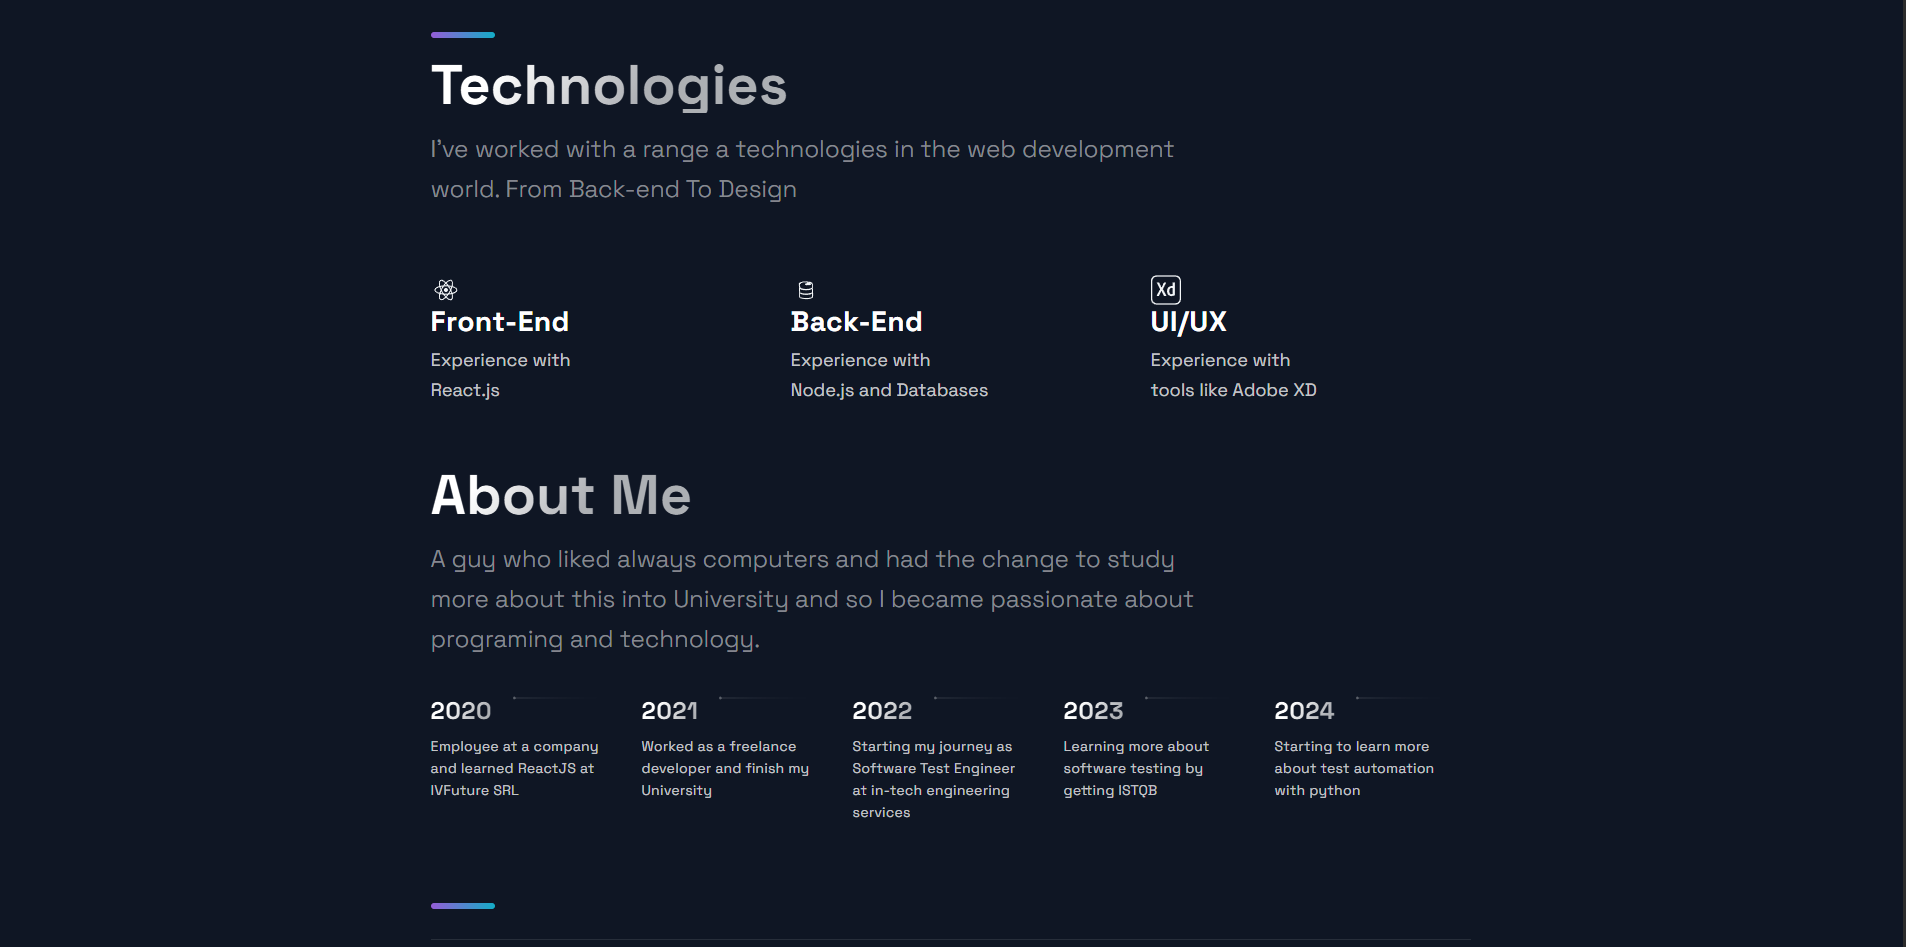 Technologies
I've worked with a range a technologies in the web development
world. From Back-end To Design
Xd
Front-End
Experience with
React.js
Back-End
Experience with
Node.js and Databases
UI/UX
Experience with
tools like Adobe XD
About Me
A guy who liked always computers and had the change to study
more about this into University and so I became passionate about
programing and technology.
2020
Employee at a company
and learned ReactJS at
IVFuture SRL
2021
Worked as a freelance
developer and finish my
University
2022
Starting my journey as
Software Test Engineer
at in-tech engineering
services
2023
Learning more about
software testing by
getting ISTQB
2024
Starting to learn more
about test automation
with python